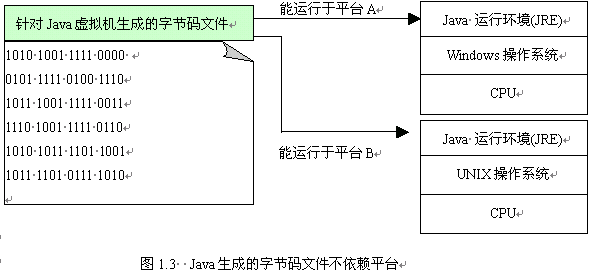 针对 Java 虚拟机生成的字节码文件
1010 1001 1111 0000
0101 1111 0100 1110
1011 1001 1111 0011
1110 1001 1111 0110
1010 1011 1101 1001
1011 1101 0111 1010
能运行于平台 A
Java 运行环境(JRE)
Windows 操作系统
CPU
能运行于平台 B
Java 运行环境(JRE)
UNIX 操作系统
CPU
图 1.3 Java 生成的字节码文件不依赖平台